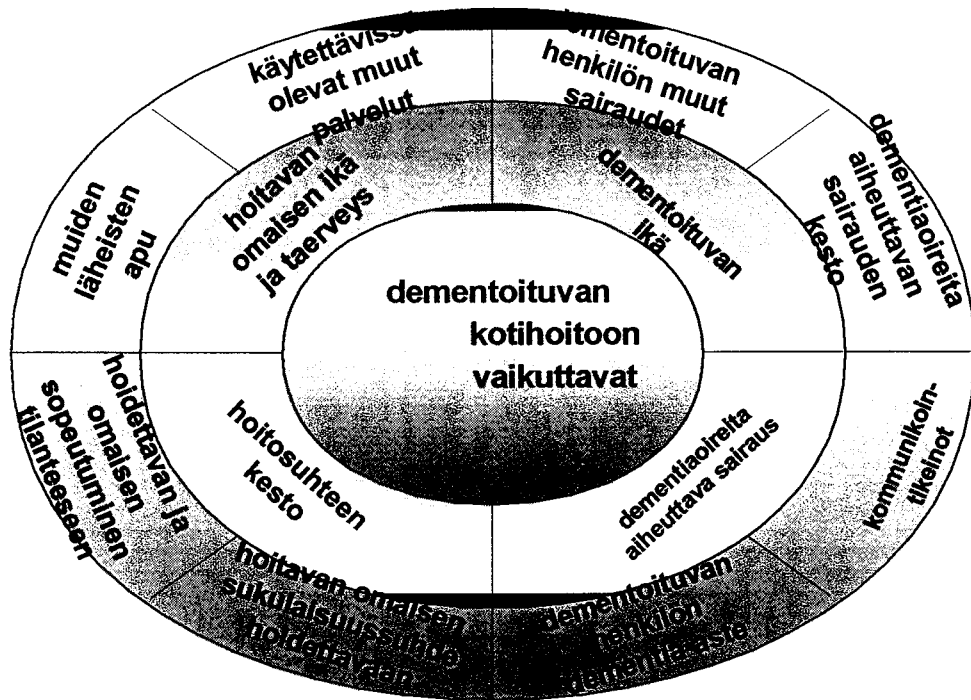 käytettävissä
olevat muut
palvelut
dementoituvan
henkilön muut
sairaudet
dementiaoireita
aiheuttavan
sairauden
kesto
muiden
läheisten
apu
hoitavan
omaisen ikä
ja taerveys
dementoituvan
ikä
dementoituvan
kotihoitoon
vaikuttavat
hoidettavan ja
omaisen
sopeutuminen
tilanteeseen
hoitosuhteen
kesto
dementiaoireita
aiheuttava sairaus
kommunikoin-
tikeinot
hoitavan omaisen
sukulaisuussuhde
hoidettavaan
dementoituvan
henkilön
dementia-aste